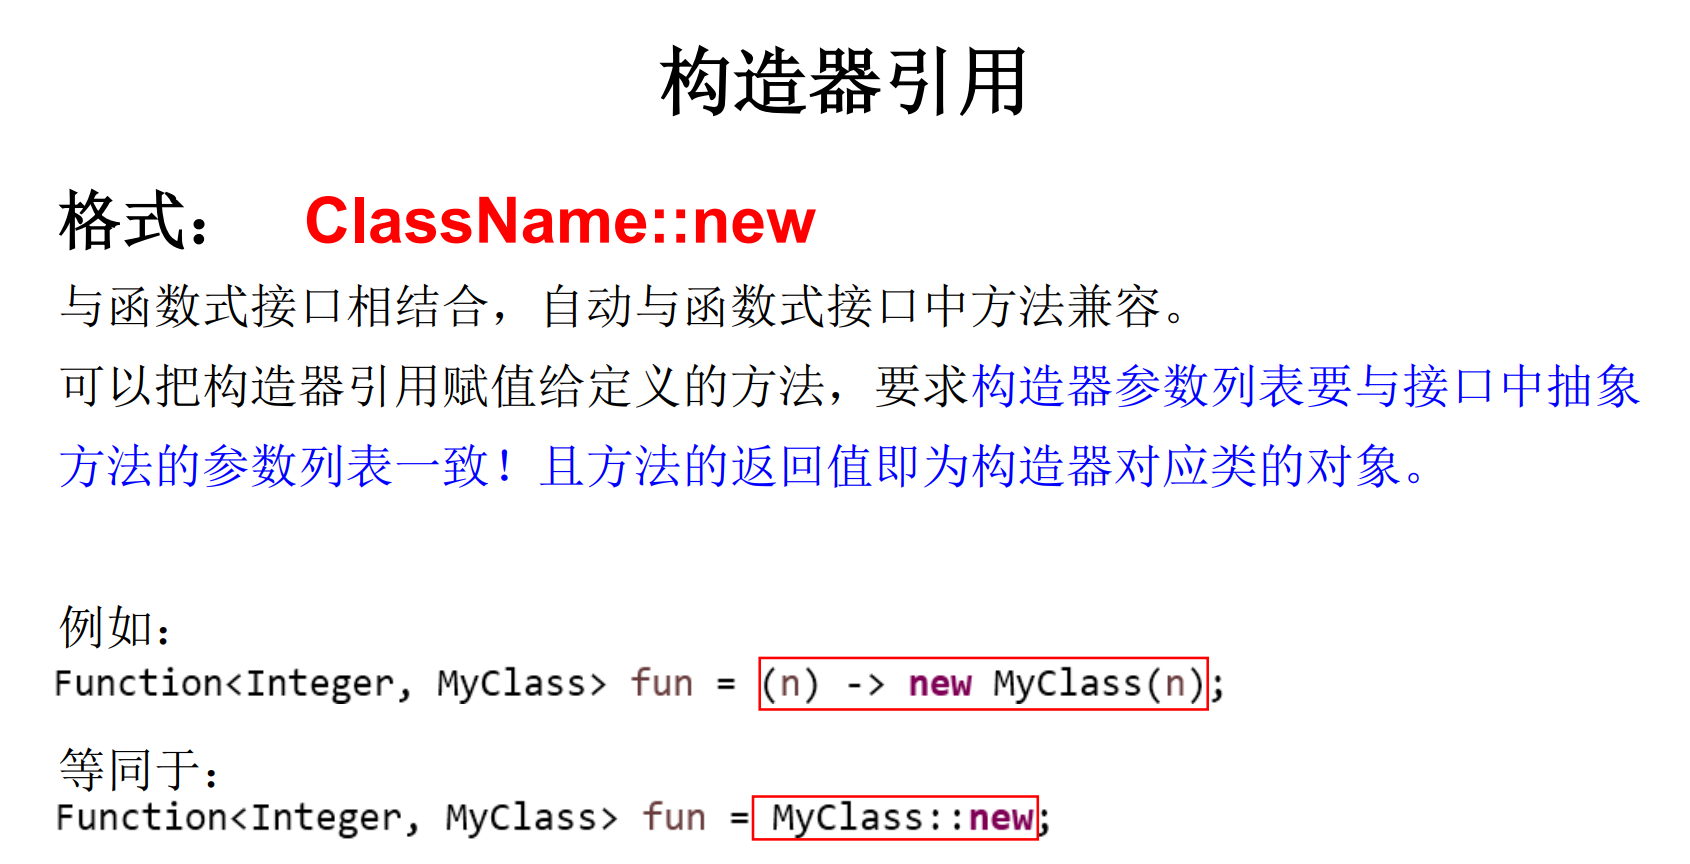 构造器引用
格式： ClassName::new
与函数式接口相结合，自动与函数式接口中方法兼容。
可以把构造器引用赋值给定义的方法，要求构造器参数列表要与接口中抽象
方法的参数列表一致！且方法的返回值即为构造器对应类的对象。
例如：
Function<Integer, MyClass> fun = (n) -> new MyClass(n);
等同于：
Function<Integer, MyClass> fun = MyClass::new;